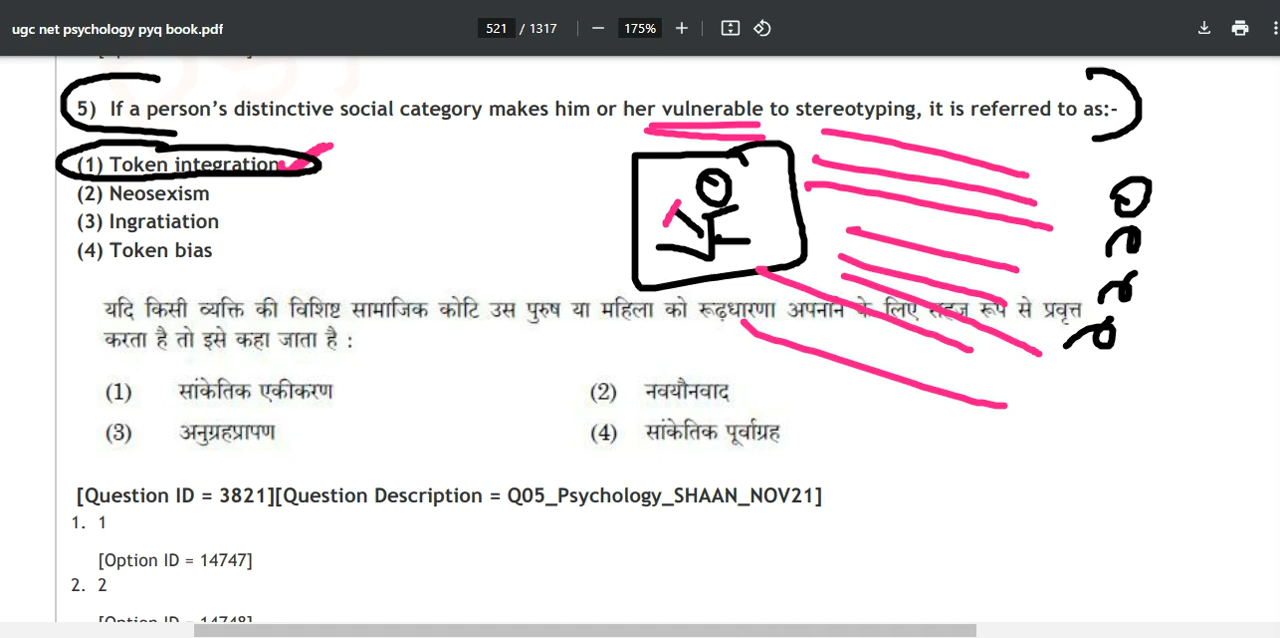 ugc net psychology pyq book.pdf
521 / 1317
175%
5) If a person's distinctive social category makes him or her vulnerable to stereotyping, it is referred to as:-
(1) Token integration
(2) Neosexism
(3) Ingratiation
(4) Token bias
यदि किसी व्यक्ति की विशिष्ट सामाजिक कोटि उस पुरुष या महिला को रूढ़धारणा अपनाने के लिए सहज रूप से प्रवृत्त
करता है तो इसे कहा जाता है :
(1) सांकेतिक एकीकरण (2) नवयौनवाद
(3) अनुग्रहप्रापण (4) सांकेतिक पूर्वाग्रह
[Question ID = 3821][Question Description = Q05_Psychology_SHAAN_NOV21]
1. 1
[Option ID = 14747]
2. 2
[Option ID = 14748]